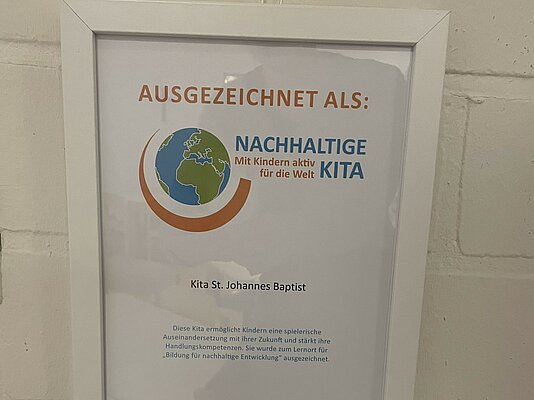 AUSGEZEICHNET ALS:
NACHHALTIGE
Mit Kindern aktiv
für die Welt
KITA
Kita St. Johannes Baptist
Diese Kita ermöglicht Kindern eine spielerische
Auseinandersetzung mit ihrer Zukunft und stärkt ihre
Handlungskompetenzen. Sie wurde zum Lernort für
„Bildung für nachhaltige Entwicklung" ausgezeichnet.